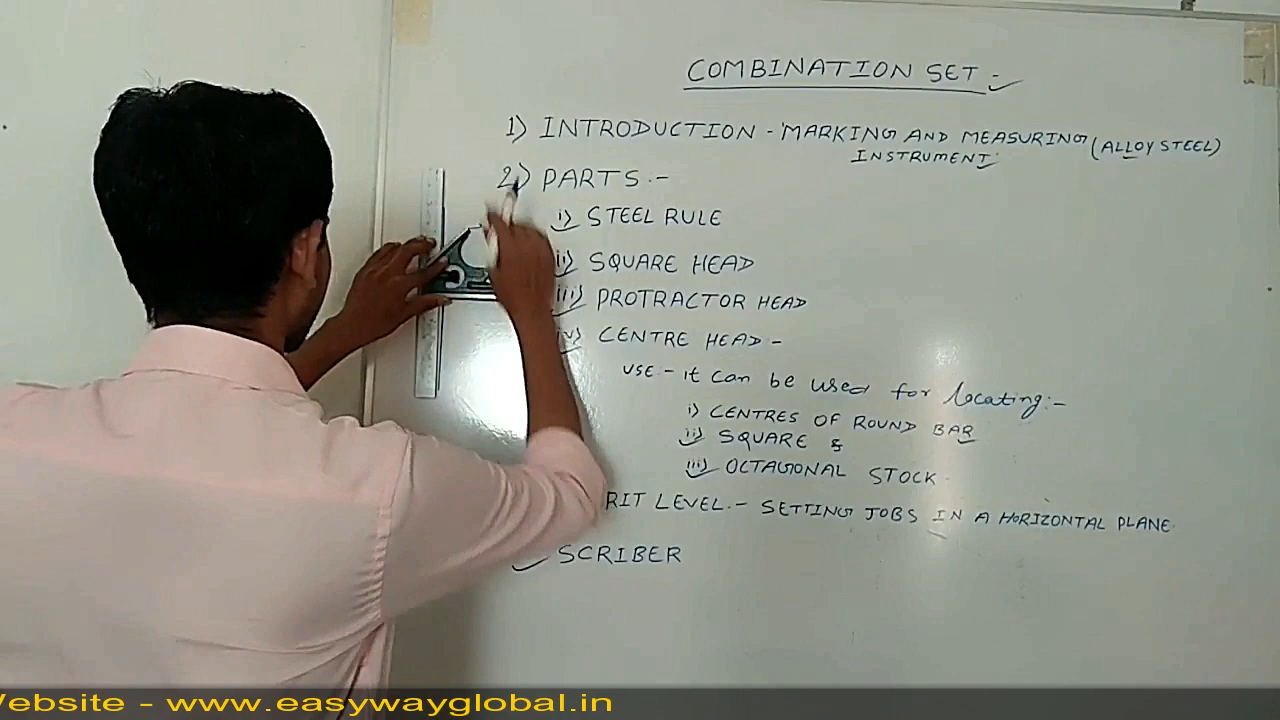 COMBINATION SET -
1) INTRODUCTION - MARKING AND MEASURING (ALLOY STEEL)
INSTRUMENT
2) PARTS :-
i) STEEL RULE
ii) SQUARE HEAD
iii) PROTRACTOR HEAD
iv) CENTRE HEAD -
USE - it can be used for locating :-
i) CENTRES OF ROUND BAR
ii) SQUARE &
iii) OCTAGONAL STOCK
RIT LEVEL - SETTING JOBS IN A HORIZONTAL PLANE
SCRIBER
Website - www.easywayglobal.in